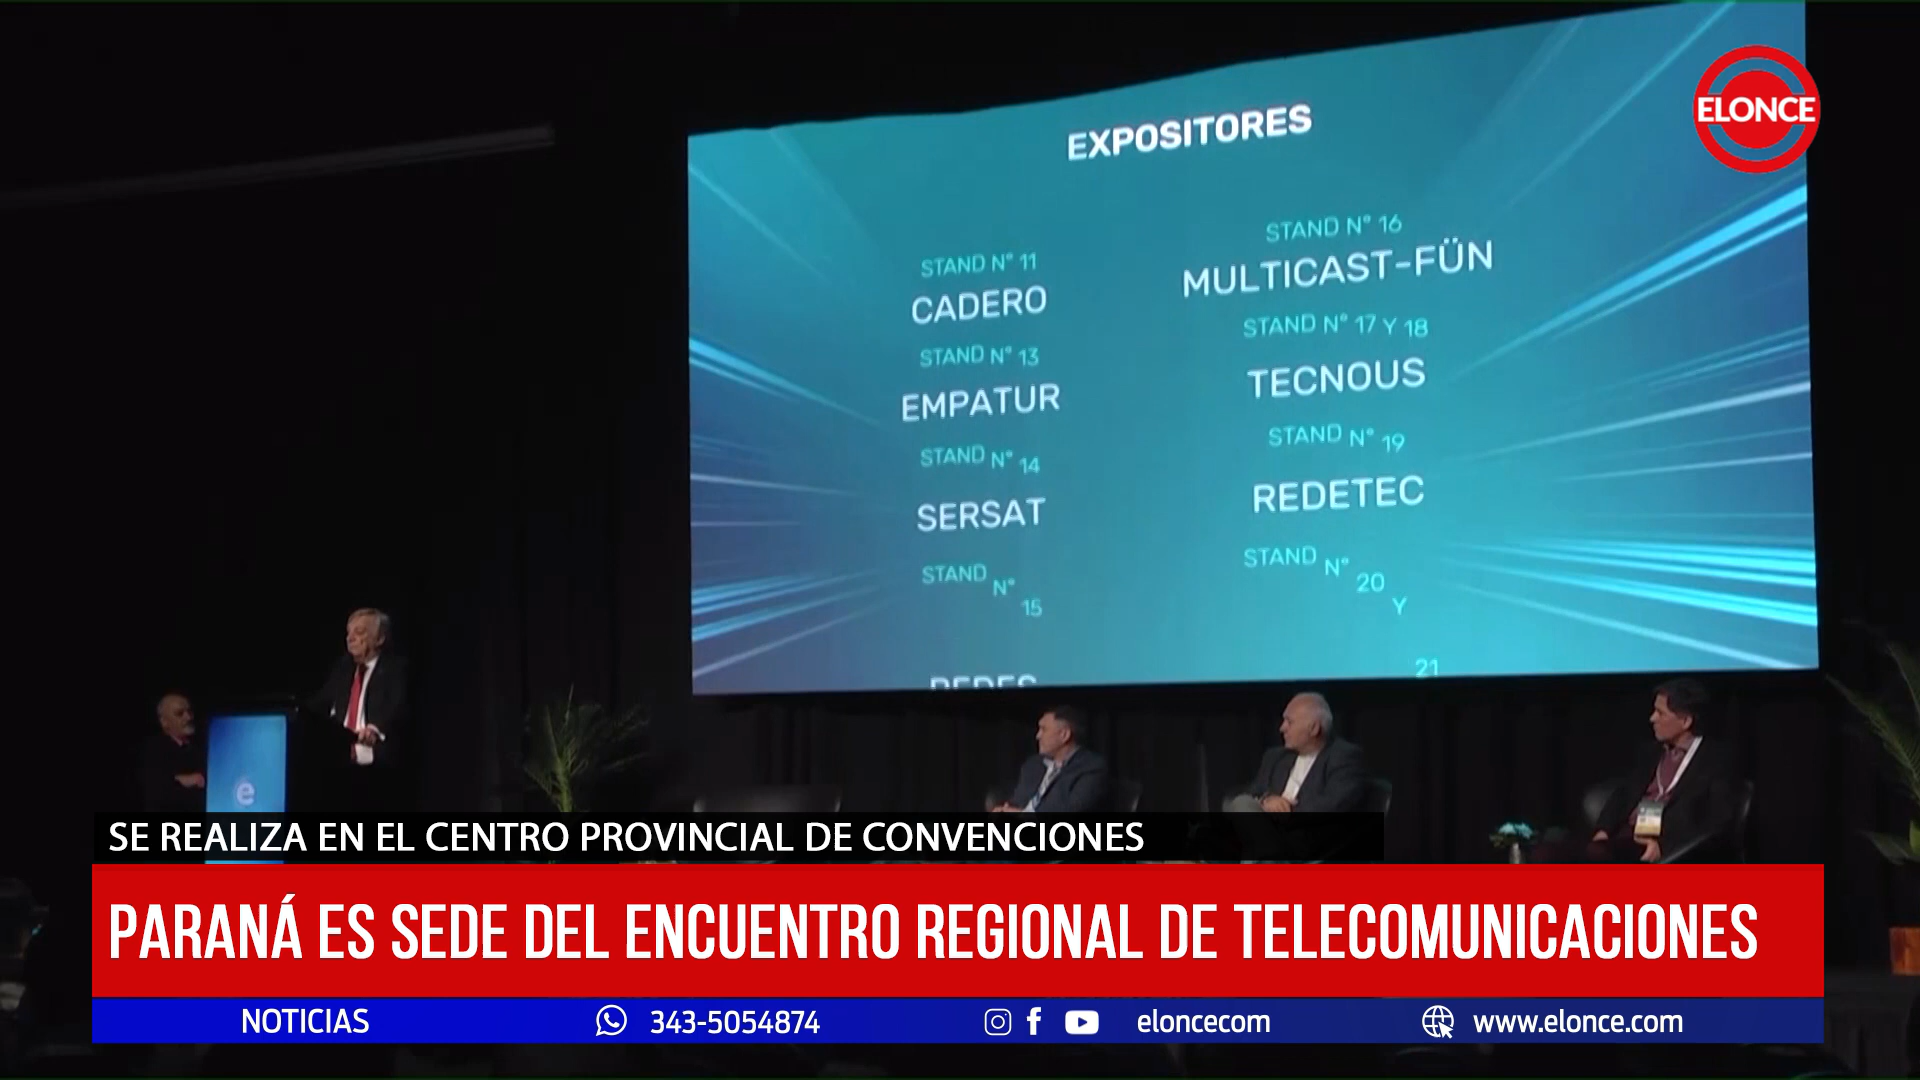 EXPOSITORES
ELONCE
STAND N° 11
CADERO
STAND N° 13
EMPATUR
STAND N° 14
SERSAT
STAND N° 15
REDES
STAND N° 16
MULTICAST-FÜN
STAND N° 17 Y 18
TECNOUS
STAND N° 19
REDETEC
STAND N° 20 Y 21
e
SE REALIZA EN EL CENTRO PROVINCIAL DE CONVENCIONES
PARANÁ ES SEDE DEL ENCUENTRO REGIONAL DE TELECOMUNICACIONES
NOTICIAS
343-5054874
eloncecom
www.elonce.com